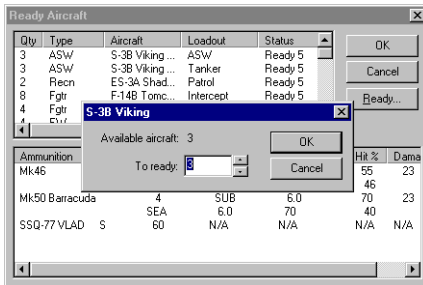 Ready Aircraft
Qty Type Aircraft Loadout Status
3 ASW S-3B Viking ... ASW Ready 5
3 ASW S-3B Viking ... Tanker Ready 5
2 Recn ES-3A Shad... Patrol Ready 5
8 Fgtr F-14B Tomc... Intercept Ready 5
4 Fgtr
4
OK
Cancel
Ready...
S-3B Viking
Available aircraft: 3
To ready: 3
OK
Cancel
Ammunition Hit % Dama
Mk46 55 23
46
Mk50 Barracuda 4 SUB 6.0 70 23
SEA 6.0 70 40
SSQ-77 VLAD S 60 N/A N/A N/A N/A